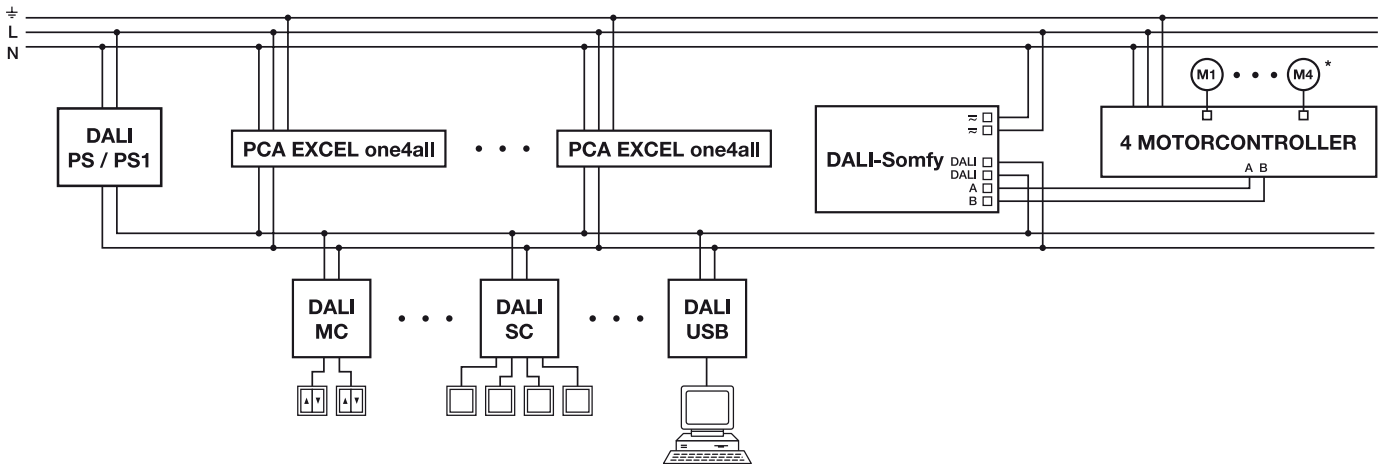 L
N
DALI
PS / PS1
PCA EXCEL one4all
PCA EXCEL one4all
DALI-Somfy
DALI
DALI
A
B
M1
M4
*
4 MOTORCONTROLLER
A B
DALI
MC
DALI
SC
DALI
USB